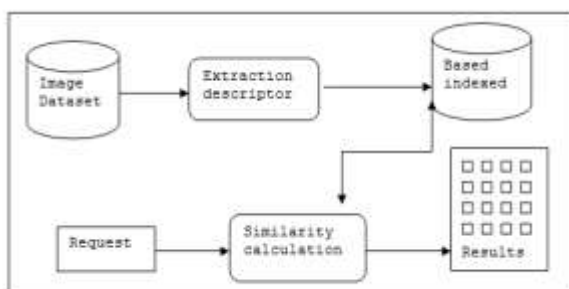 Image
Dataset
Extraction
descriptor
Based
indexed
Request
Similarity
calculation
Results